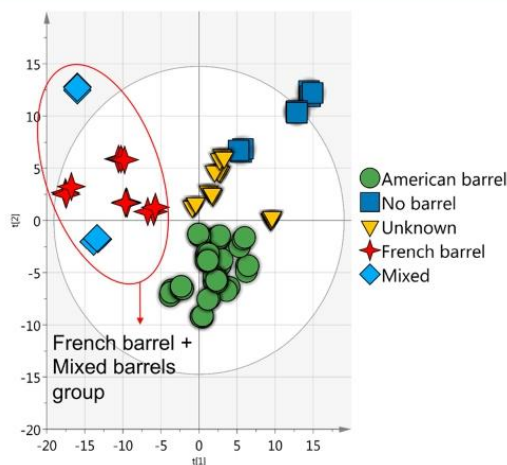 20
15
10
5
0
-5
-10
-15
-20
t[2]
-20 -15 -10 -5 0 5 10 15
t[1]
French barrel +
Mixed barrels
group
American barrel
No barrel
Unknown
French barrel
Mixed